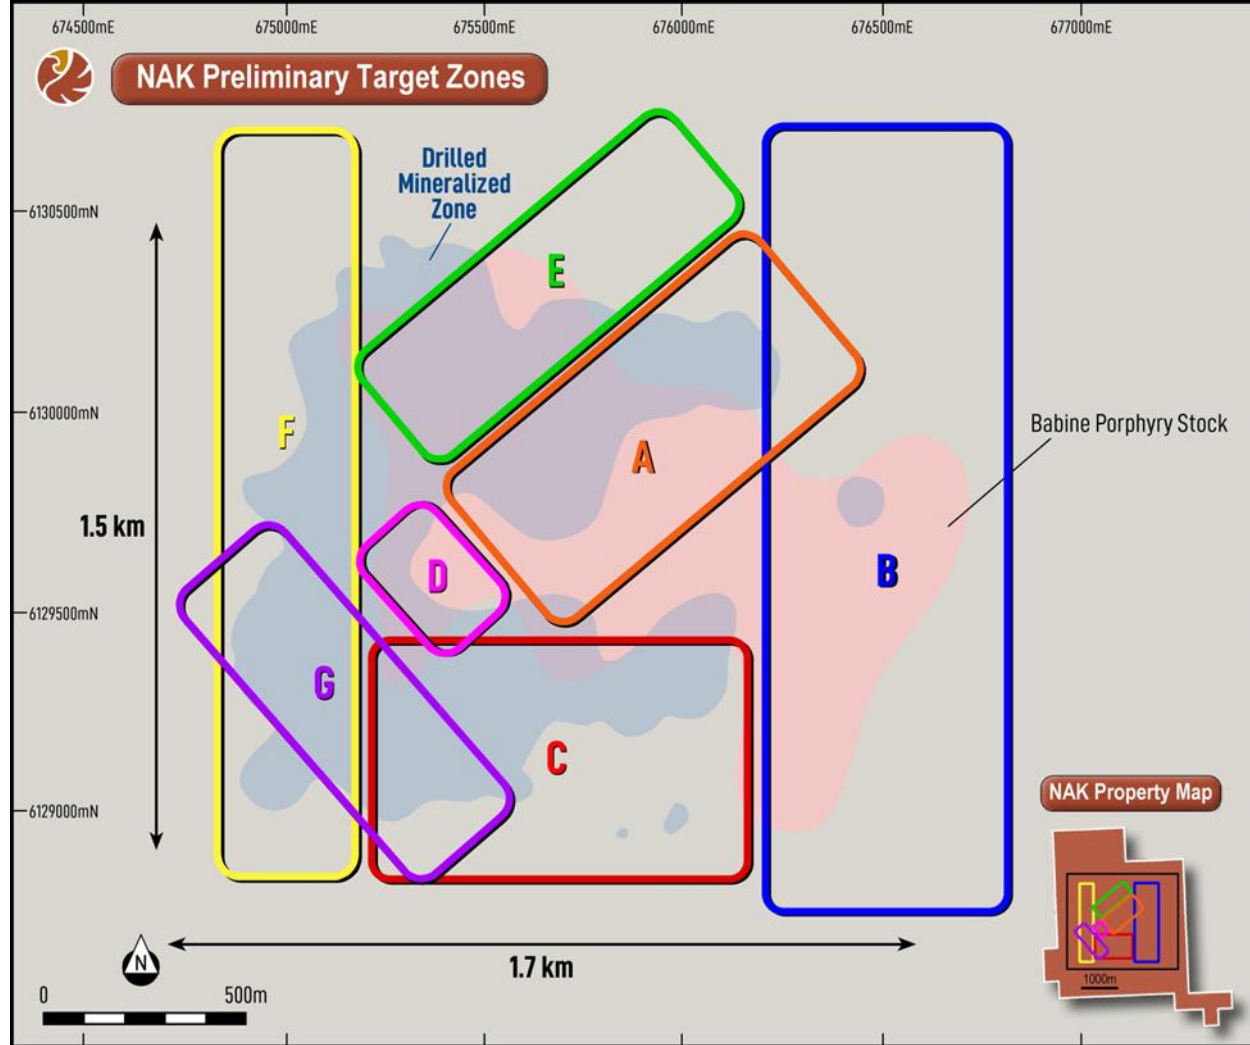 674500mE
675000mE
675500mE
676000mE
676500mE
677000mE
NAK Preliminary Target Zones
Drilled
Mineralized
Zone
6130500mN
E
6130000mN
F
A
Babine Porphyry Stock
1.5 km
D
B
6129500mN
G
C
NAK Property Map
6129000mN
1000m
N
1.7 km
0
500m